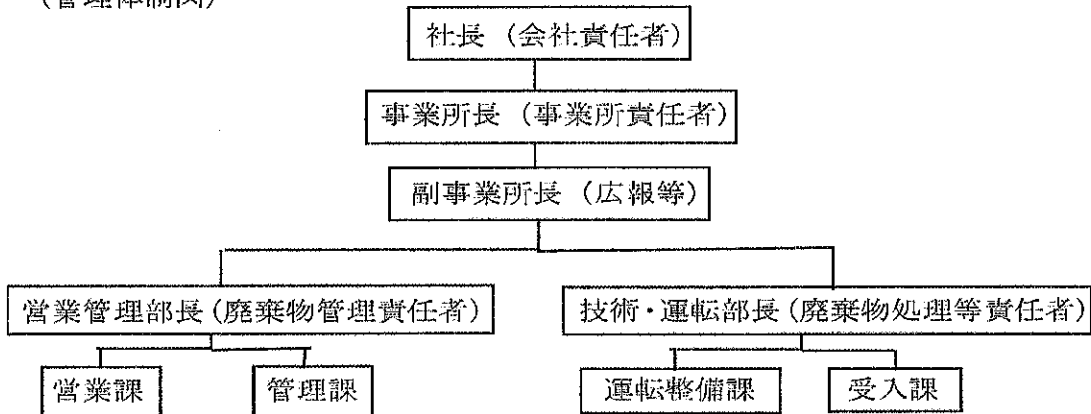 (管理体制図)
社長(会社責任者)
事業所長(事業所責任者)
副事業所長(広報等)
営業管理部長(廃棄物管理責任者)
技術・運転部長(廃棄物処理等責任者)
営業課
管理課
運転整備課
受入課